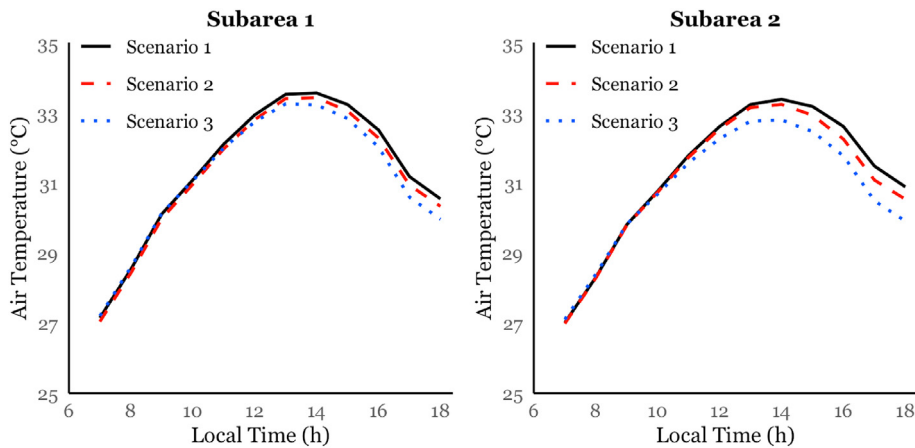 Subarea 1
Air Temperature (°C)
35
33
31
29
27
25
Scenario 1
Scenario 2
Scenario 3
6 8 10 12 14 16 18
Local Time (h)
Subarea 2
Air Temperature (°C)
35
33
31
29
27
25
Scenario 1
Scenario 2
Scenario 3
6 8 10 12 14 16 18
Local Time (h)